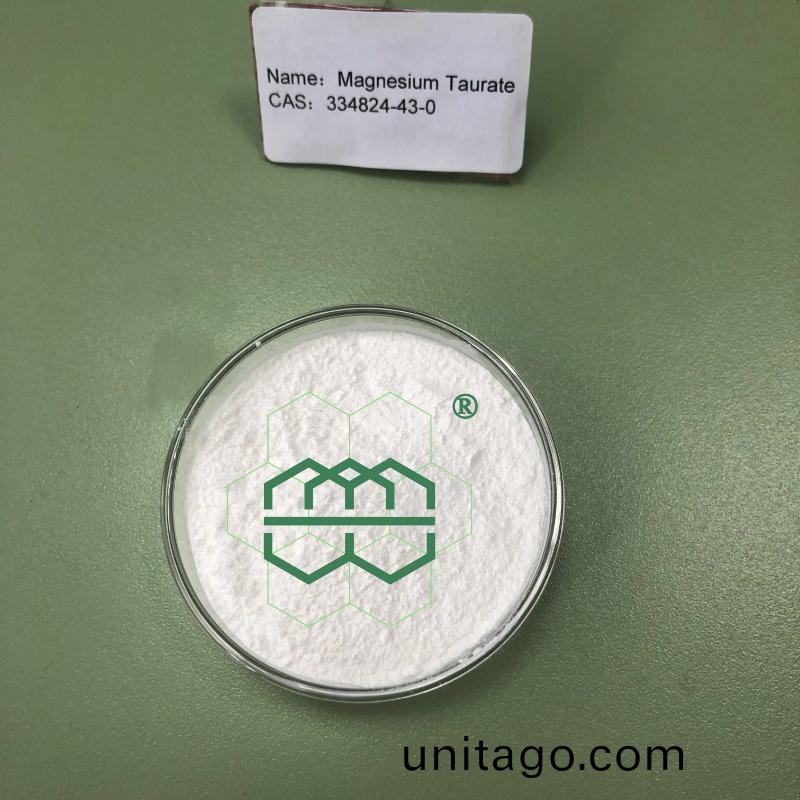 Name：Magnesium Taurate
CAS：334824-43-0
®
unitago.com